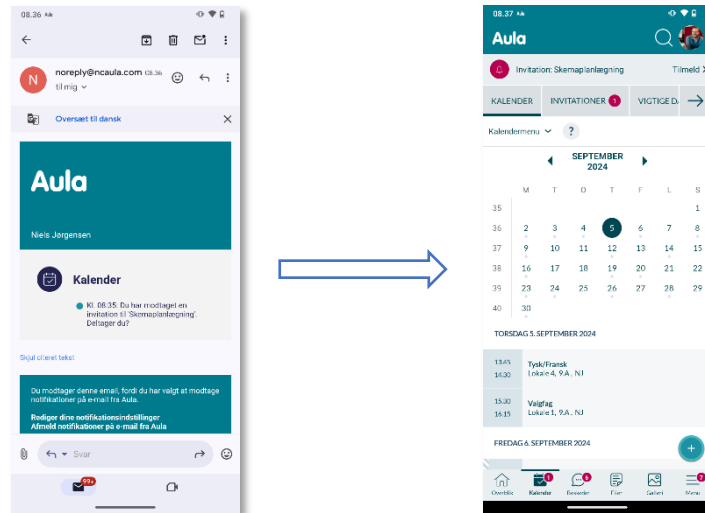 08.36
noreply@ncaula.com 08.36
til mig
N
Oversæt til dansk
Aula
Niels Jørgensen
Kalender
Kl. 08.35. Du har modtaget en
invitation til 'Skemaplanlægning'.
Deltager du?
Skjul citeret tekst
Du modtager denne email, fordi du har valgt at modtage
notifikationer på e-mail fra Aula.
Rediger dine notifikationsindstillinger
Afmeld notifikationer på e-mail fra Aula
Svar
99+
08.37
Aula
Invitation: Skemaplanlægning Tilmeld
KALENDER INVITATIONER 1 VIGTIGE D
Kalendermenu ?
SEPTEMBER
2024
M T O T F L S
35 1
36 2 3 4 5 6 7 8
37 9 10 11 12 13 14 15
38 16 17 18 19 20 21 22
39 23 24 25 26 27 28 29
40 30
TORSDAG 5. SEPTEMBER 2024
13.45 Tysk/Fransk
14.30 Lokale 4, 9.A, NJ
15.30 Valgfag
16.15 Lokale 1, 9.A, NJ
FREDAG 6. SEPTEMBER 2024
+
1 6 7
Overblik Kalender Beskeder Filer Galleri Menu